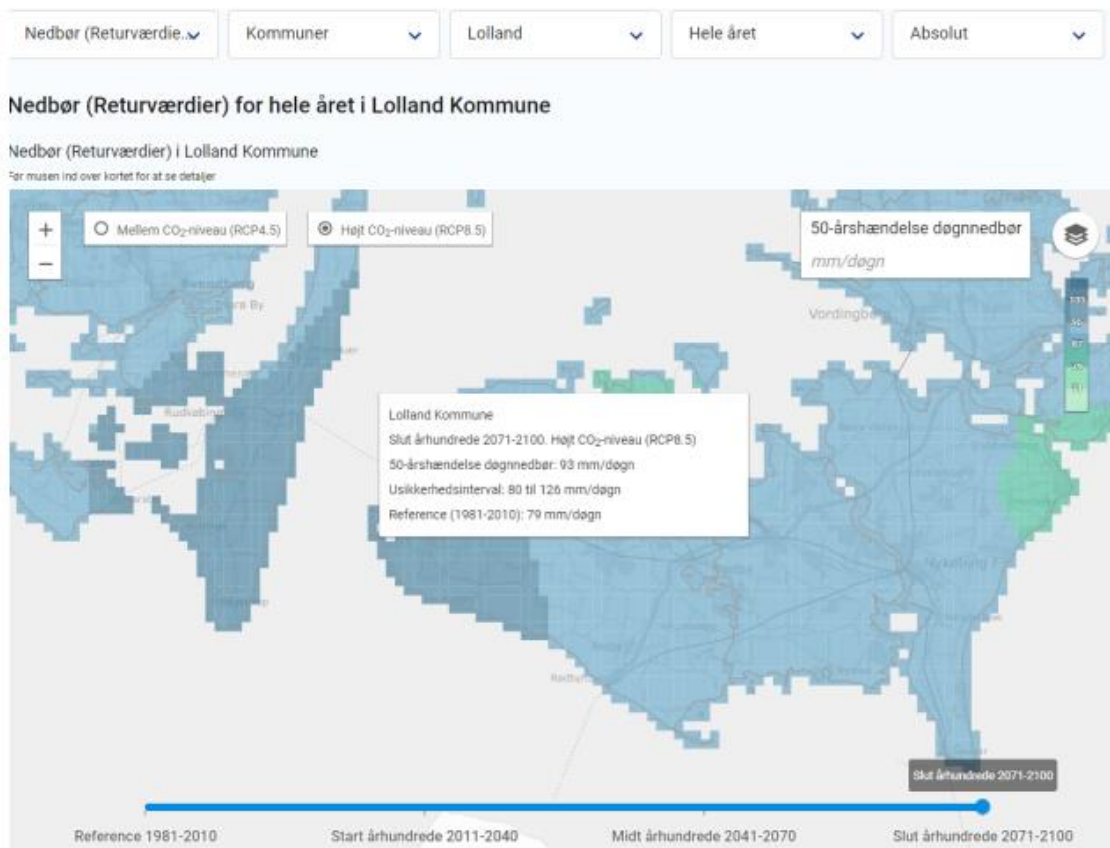 Nedbør (Returværdie..
Kommuner
Lolland
Hele året
Absolut
Nedbør (Returværdier) for hele året i Lolland Kommune
Nedbør (Returværdier) i Lolland Kommune
Før musen ind over kortet for at se detaljer
+
−
Mellem CO₂-niveau (RCP4.5)
Højt CO₂-niveau (RCP8.5)
50-årshændelse døgnnedbør
mm/døgn
Vordingb
Rudkøbing
Lolland Kommune
Slut århundrede 2071-2100. Højt CO₂-niveau (RCP8.5)
50-årshændelse døgnnedbør: 93 mm/døgn
Usikkerhedsinterval: 80 til 126 mm/døgn
Reference (1981-2010): 79 mm/døgn
Nykøbing F
Slut århundrede 2071-2100
Reference 1981-2010
Start århundrede 2011-2040
Midt århundrede 2041-2070
Slut århundrede 2071-2100